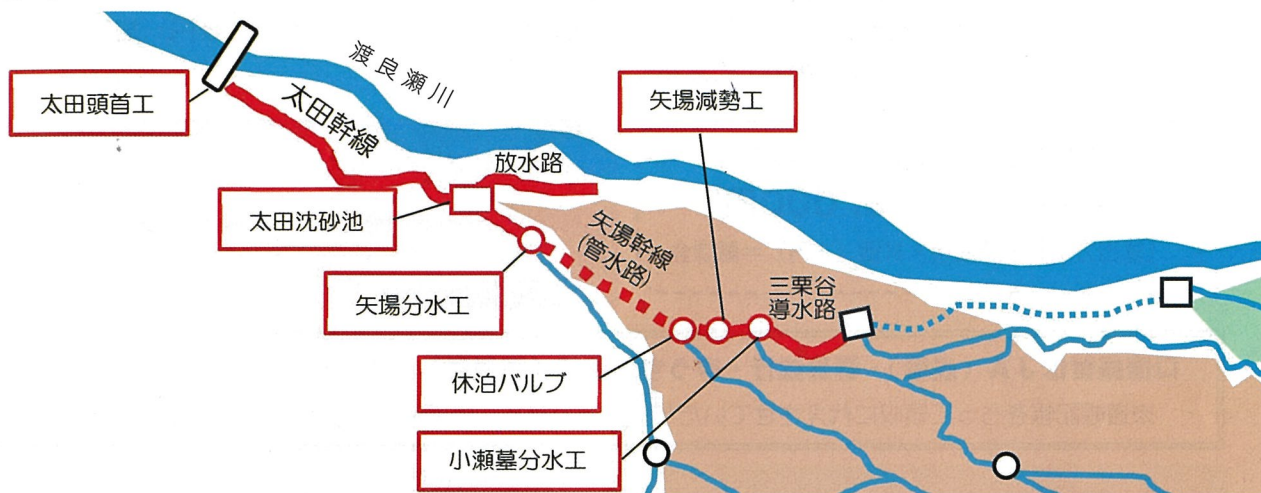 太田頭首工
渡良瀬川
太田幹線
矢場減勢工
放水路
太田沈砂池
矢場幹線
(管水路)
矢場分水工
三栗谷
導水路
休泊バルブ
小瀬墓分水工